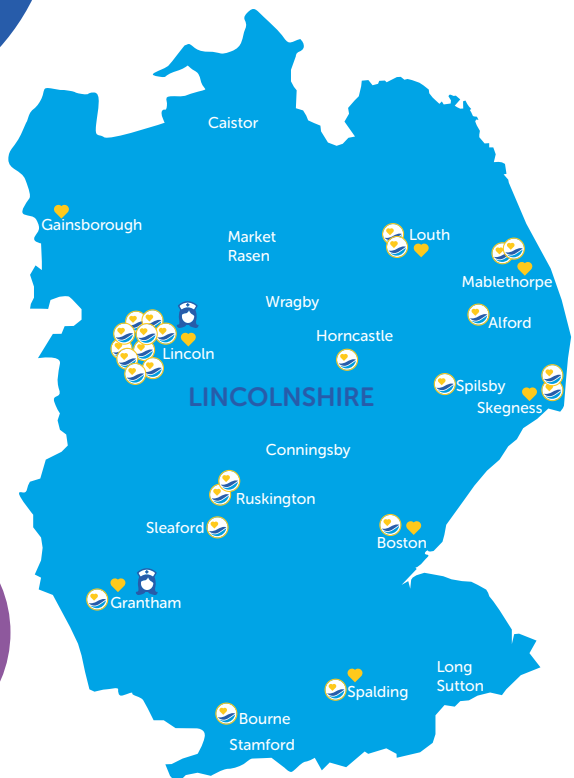 Caistor
Gainsborough
Market
Rasen
Louth
Mablethorpe
Wragby
Alford
Horncastle
Lincoln
LINCOLNSHIRE
Spilsby
Skegness
Conningsby
Ruskington
Sleaford
Boston
Grantham
Long
Sutton
Spalding
Bourne
Stamford